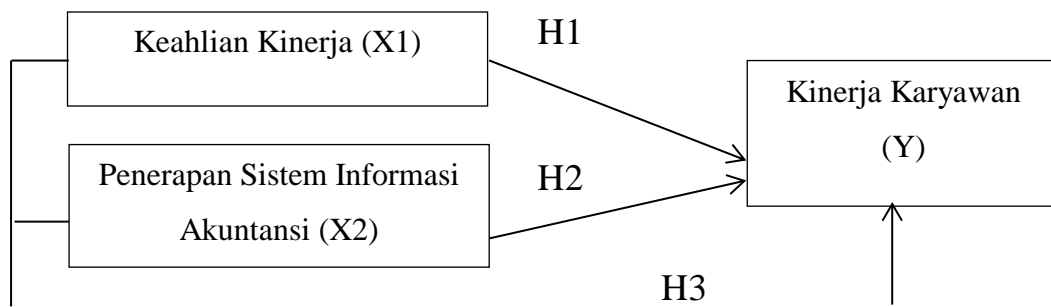 Keahlian Kinerja (X1)
H1
Kinerja Karyawan
(Y)
Penerapan Sistem Informasi
Akuntansi (X2)
H2
H3